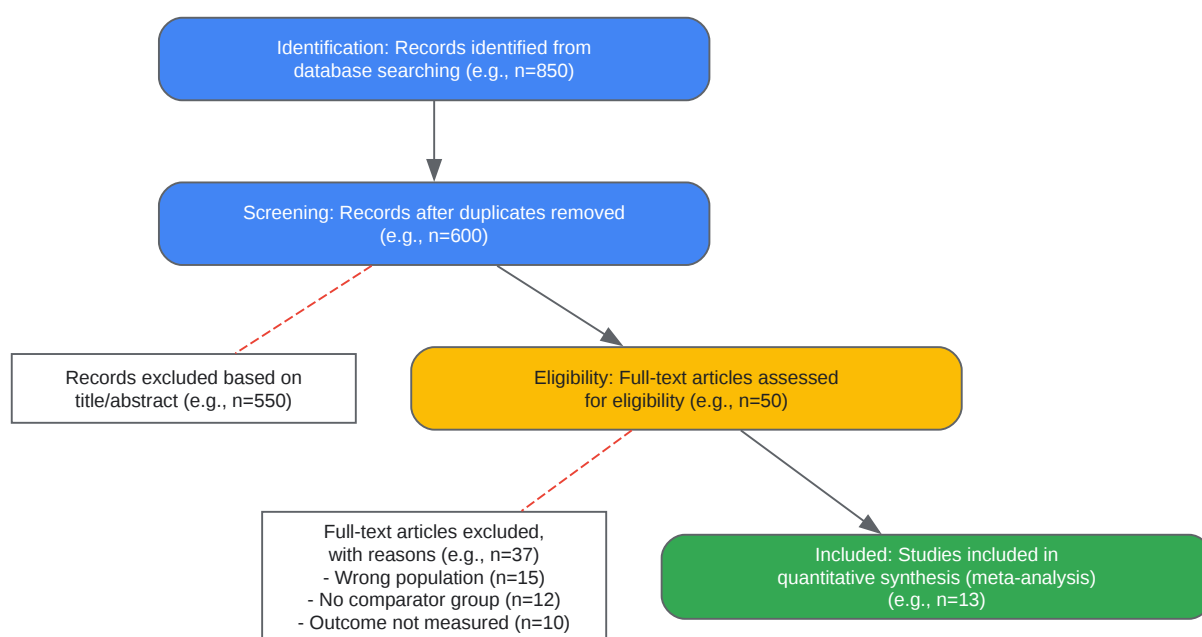 Identification: Records identified from
database searching (e.g., n=850)
Screening: Records after duplicates removed
(e.g., n=600)
Records excluded based on
title/abstract (e.g., n=550)
Eligibility: Full-text articles assessed
for eligibility (e.g., n=50)
Full-text articles excluded,
with reasons (e.g., n=37)
- Wrong population (n=15)
- No comparator group (n=12)
- Outcome not measured (n=10)
Included: Studies included in
quantitative synthesis (meta-analysis)
(e.g., n=13)